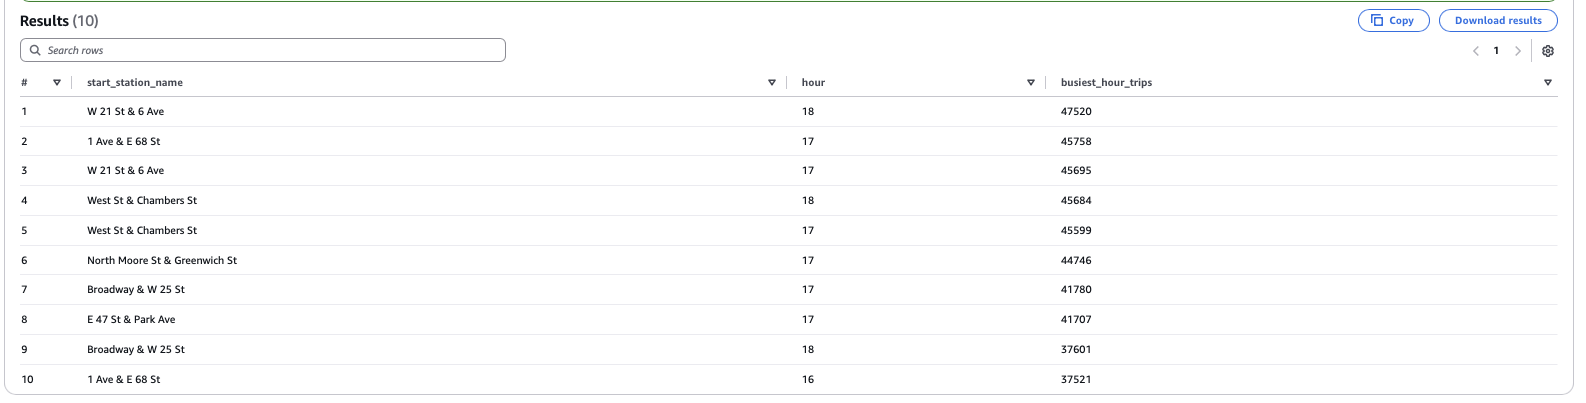 Results (10) Copy Download results
Search rows 1
# start_station_name hour busiest_hour_trips
1 W 21 St & 6 Ave 18 47520
2 1 Ave & E 68 St 17 45758
3 W 21 St & 6 Ave 17 45695
4 West St & Chambers St 18 45684
5 West St & Chambers St 17 45599
6 North Moore St & Greenwich St 17 44746
7 Broadway & W 25 St 17 41780
8 E 47 St & Park Ave 17 41707
9 Broadway & W 25 St 18 37601
10 1 Ave & E 68 St 16 37521